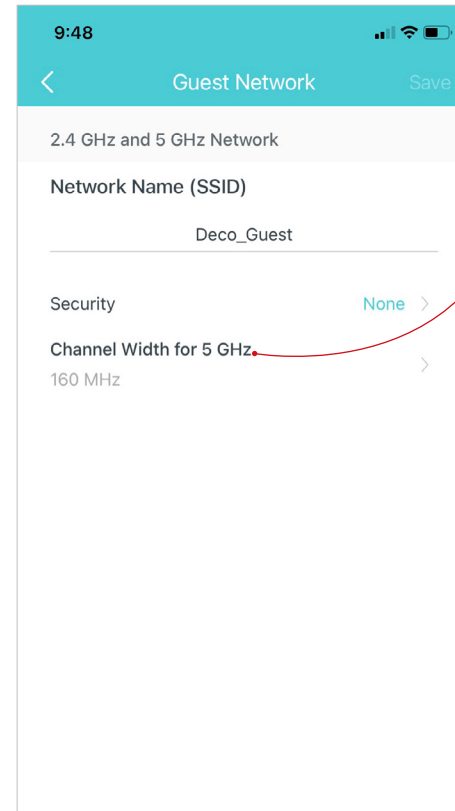 9:48
Guest Network Save
2.4 GHz and 5 GHz Network
Network Name (SSID)
Deco_Guest
Security None
Channel Width for 5 GHz
160 MHz